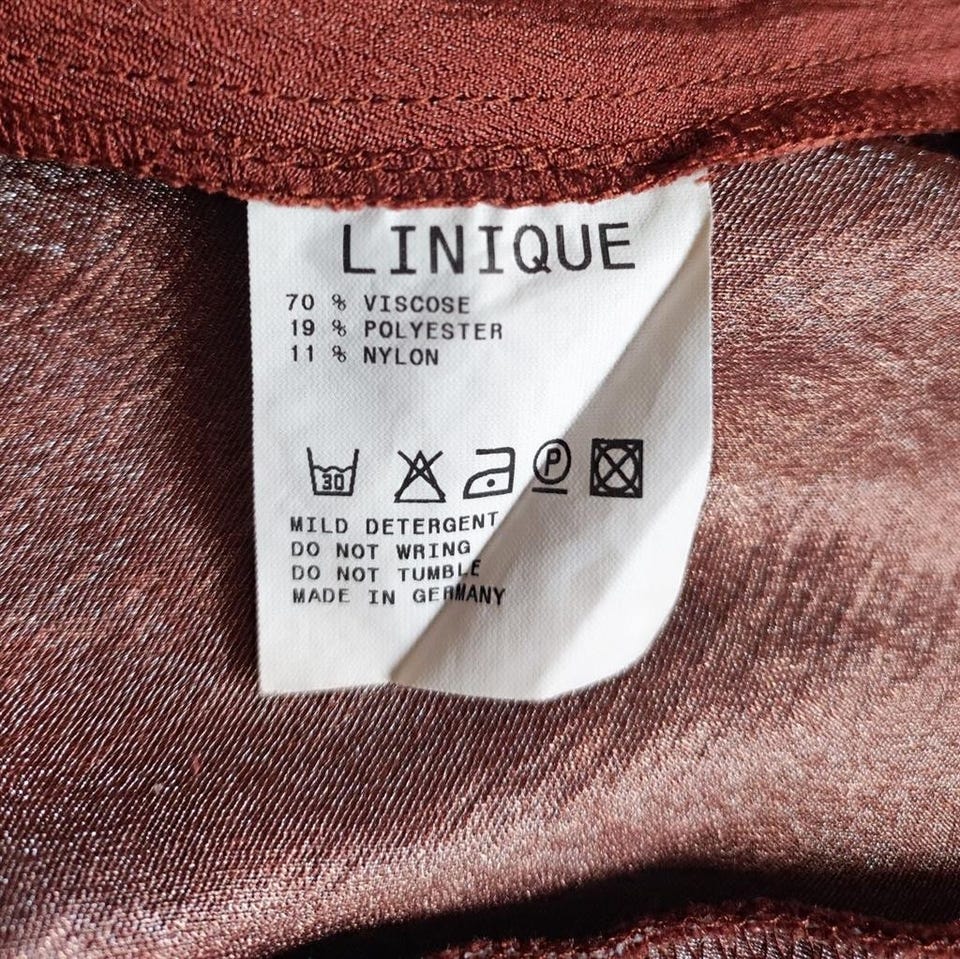 LINIQUE
70 % VISCOSE
19 % POLYESTER
11 % NYLON
30 P
MILD DETERGENT
DO NOT WRING
DO NOT TUMBLE
MADE IN GERMANY